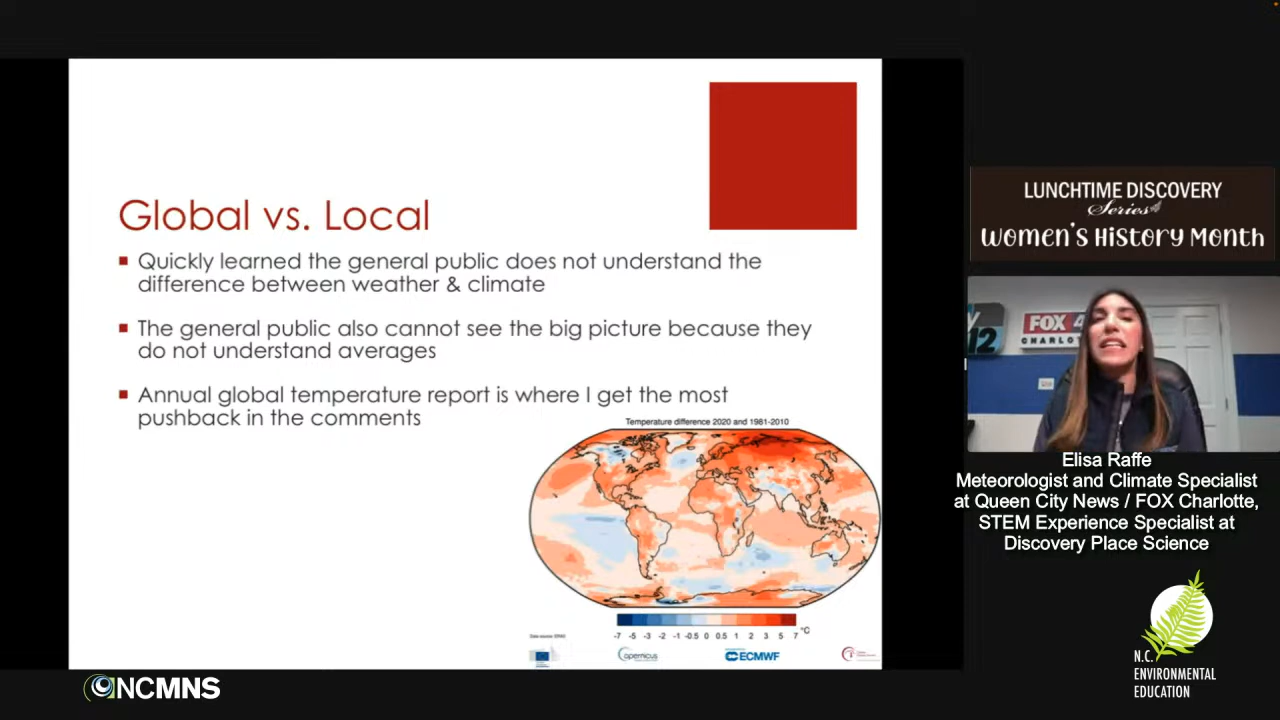 Global vs. Local
Quickly learned the general public does not understand the
difference between weather & climate
The general public also cannot see the big picture because they
do not understand averages
Annual global temperature report is where I get the most
pushback in the comments
Temperature difference 2020 and 1981-2010
-7 -5 -3 -2 -1 -0.5 0 0.5 1 2 3 5 7 °C
Copernicus
ECMWF
LUNCHTIME DISCOVERY
Series
WOMEN'S HISTORY MONTH
12
FOX 4
CHARLO
Elisa Raffe
Meteorologist and Climate Specialist
at Queen City News / FOX Charlotte,
STEM Experience Specialist at
Discovery Place Science
NCMNS
N.C.
ENVIRONMENTAL
EDUCATION